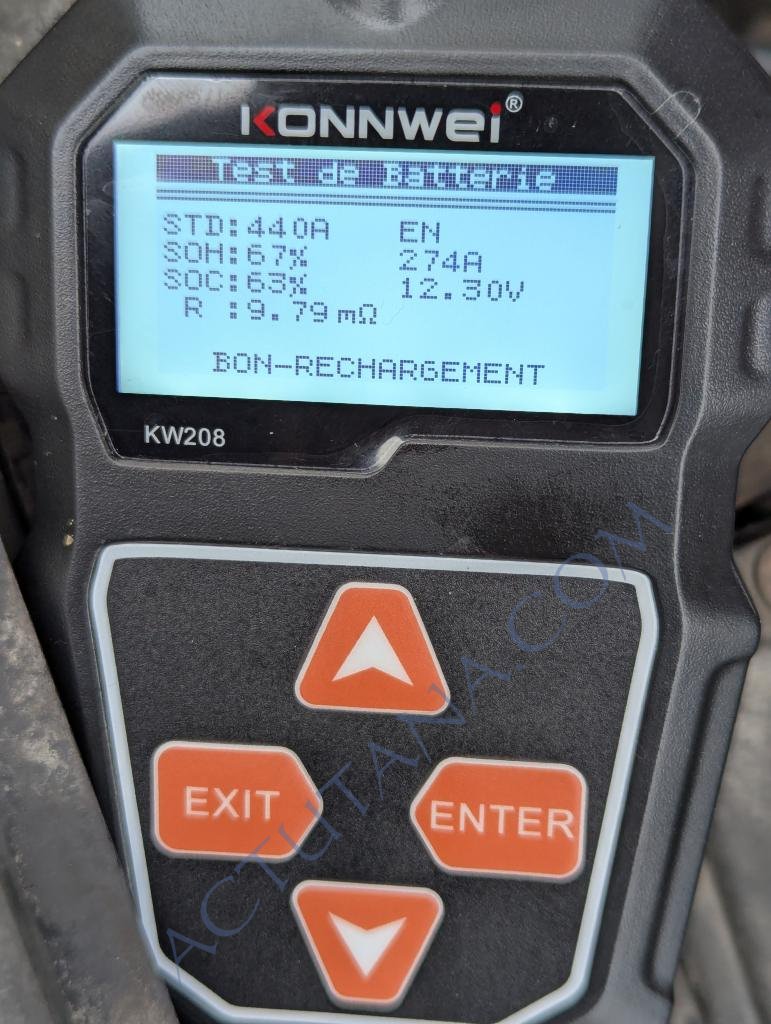 KONNWEI®
Test de Batterie
STD:440A EN
SOH:67% 274A
SOC:63% 12.30V
R :9.79mΩ
BON-RECHARGEMENT
KW208
EXIT
ENTER
ACTUTANA.COM